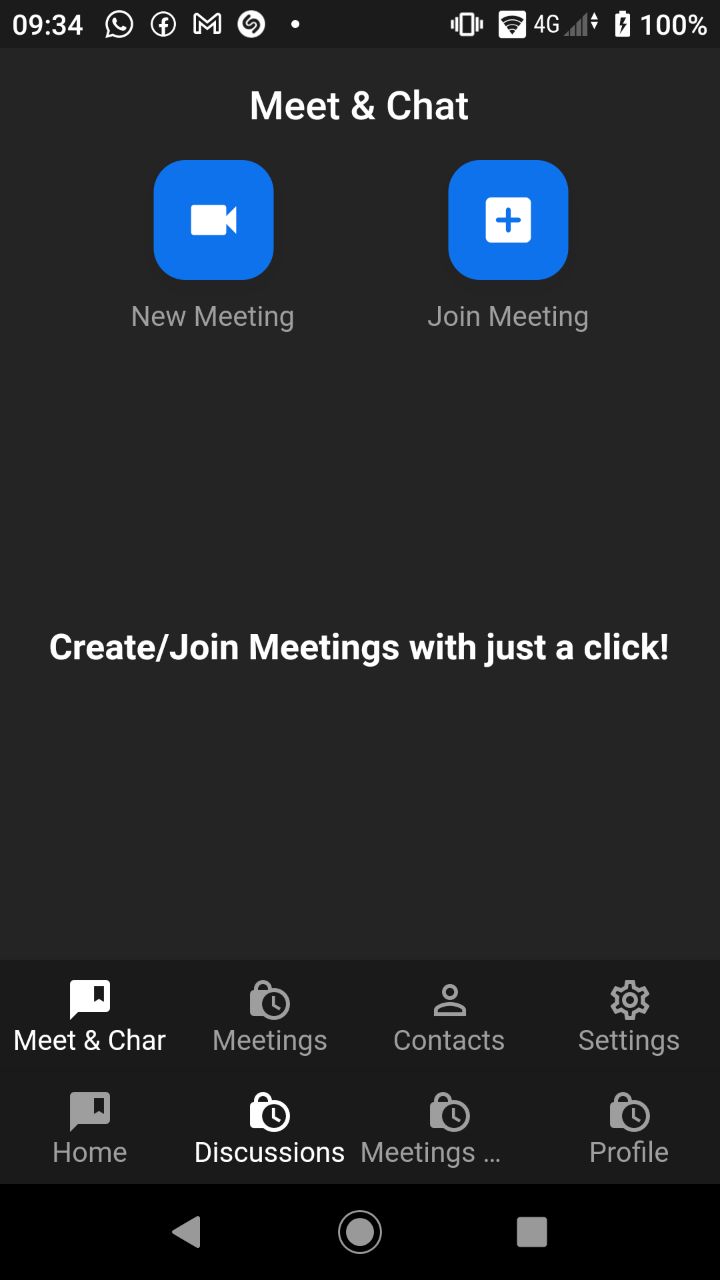 09:34 4G 100%
Meet & Chat
New Meeting Join Meeting
Create/Join Meetings with just a click!
Meet & Char Meetings Contacts Settings
Home Discussions Meetings ... Profile